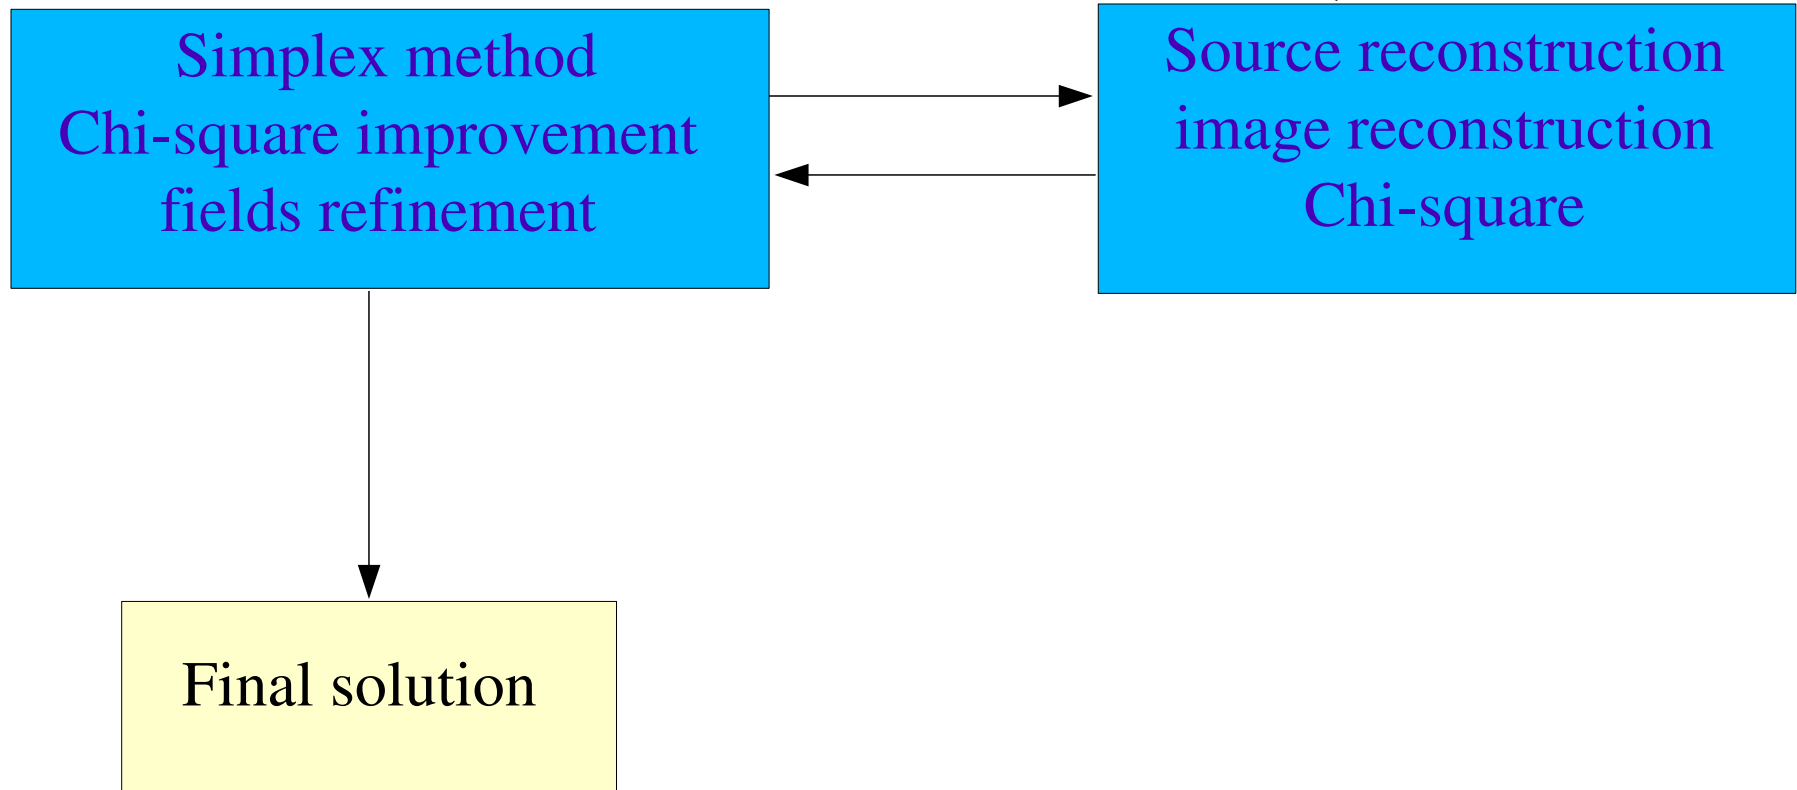 Simplex method
Chi-square improvement
fields refinement
Source reconstruction
image reconstruction
Chi-square
Final solution